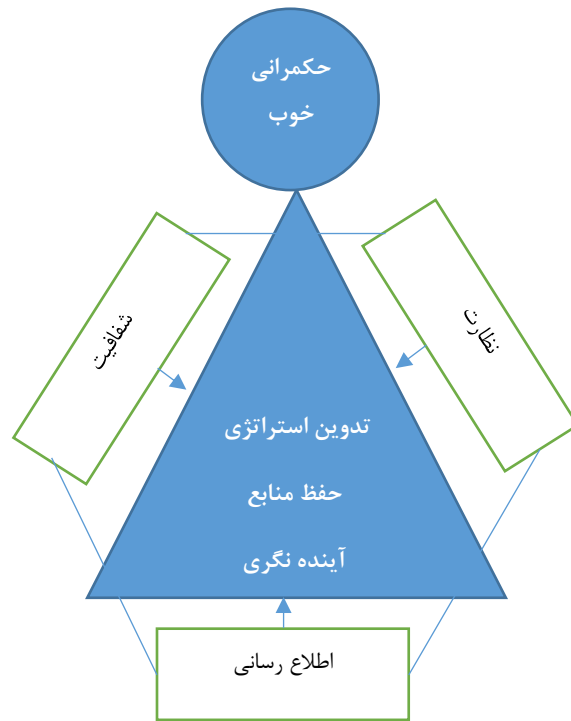 حکمرانی
خوب
نظارت
شفافیت
تدوین استراتژی
حفظ منابع
آینده نگری
اطلاع رسانی